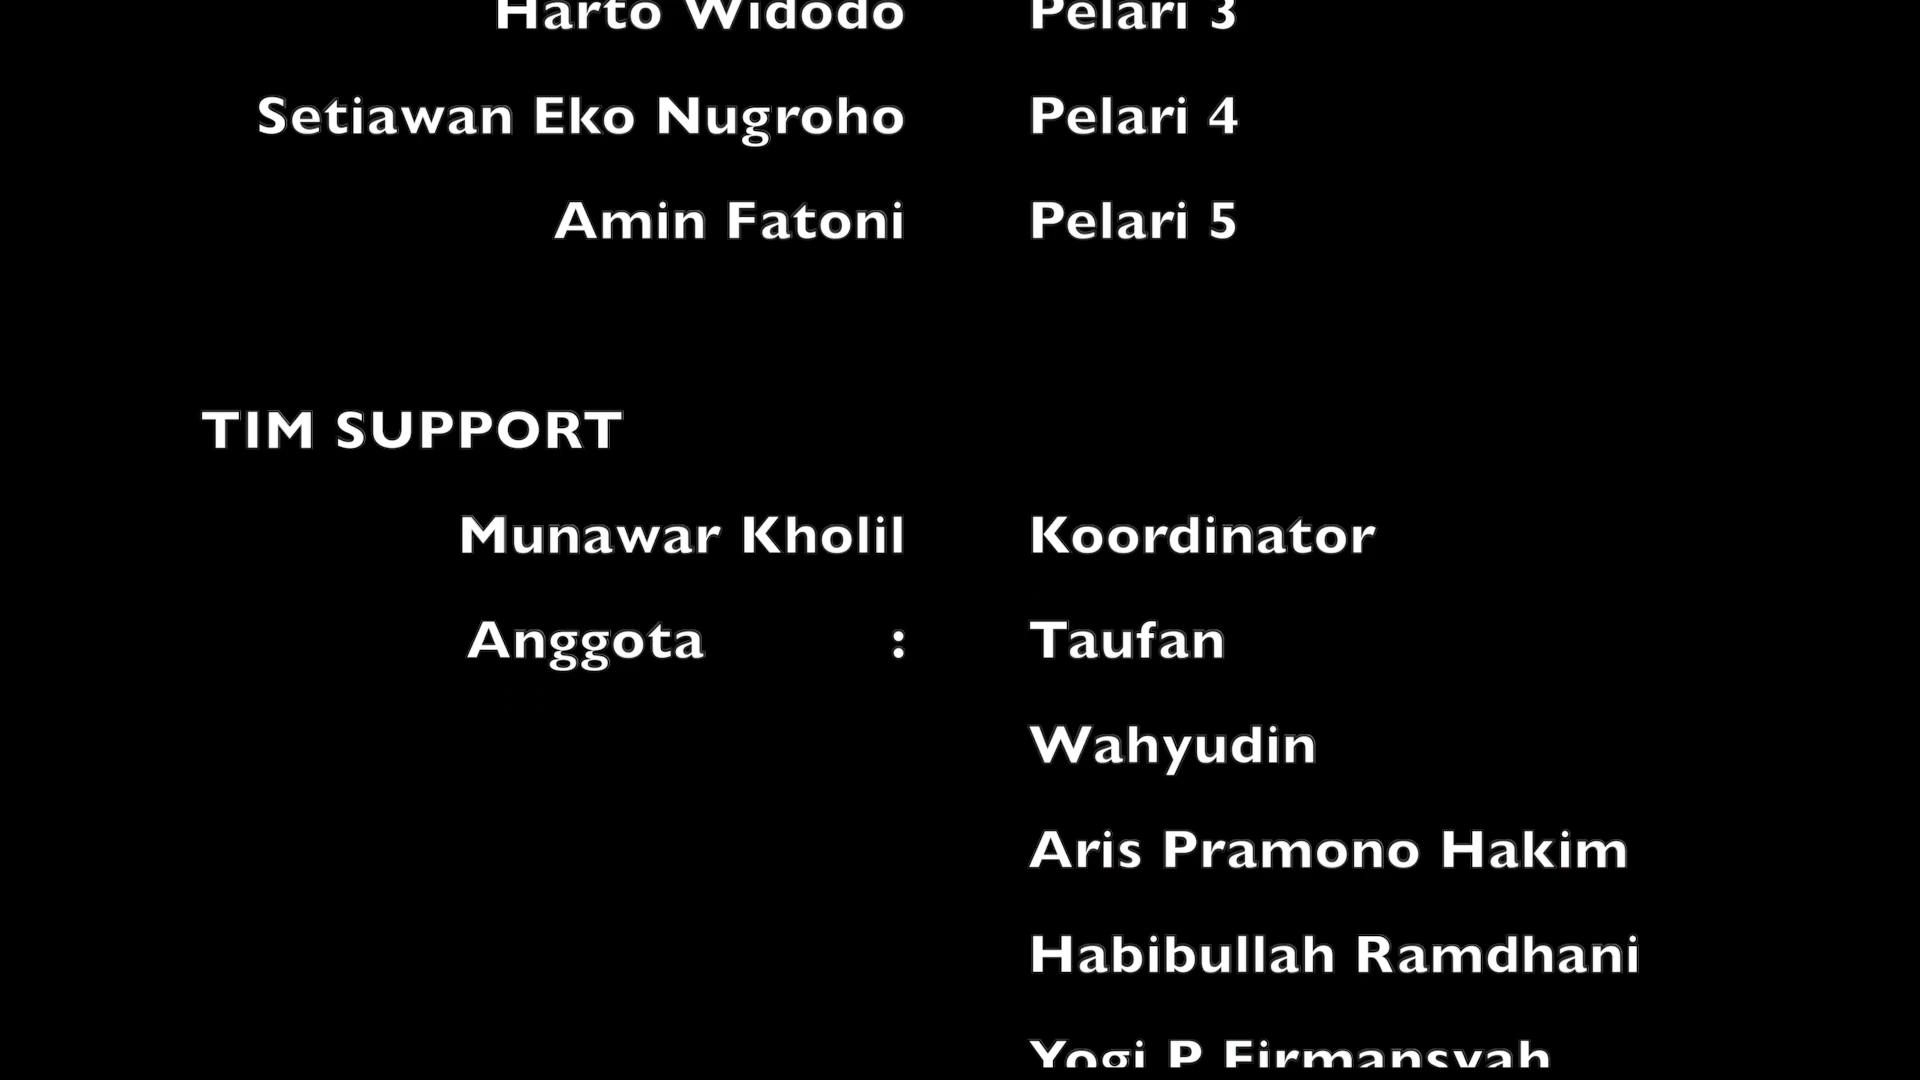 Harto Widodo Pelari 3
Setiawan Eko Nugroho Pelari 4
Amin Fatoni Pelari 5
TIM SUPPORT
Munawar Kholil Koordinator
Anggota : Taufan
Wahyudin
Aris Pramono Hakim
Habibullah Ramdhani
Yogi P Firmansyah